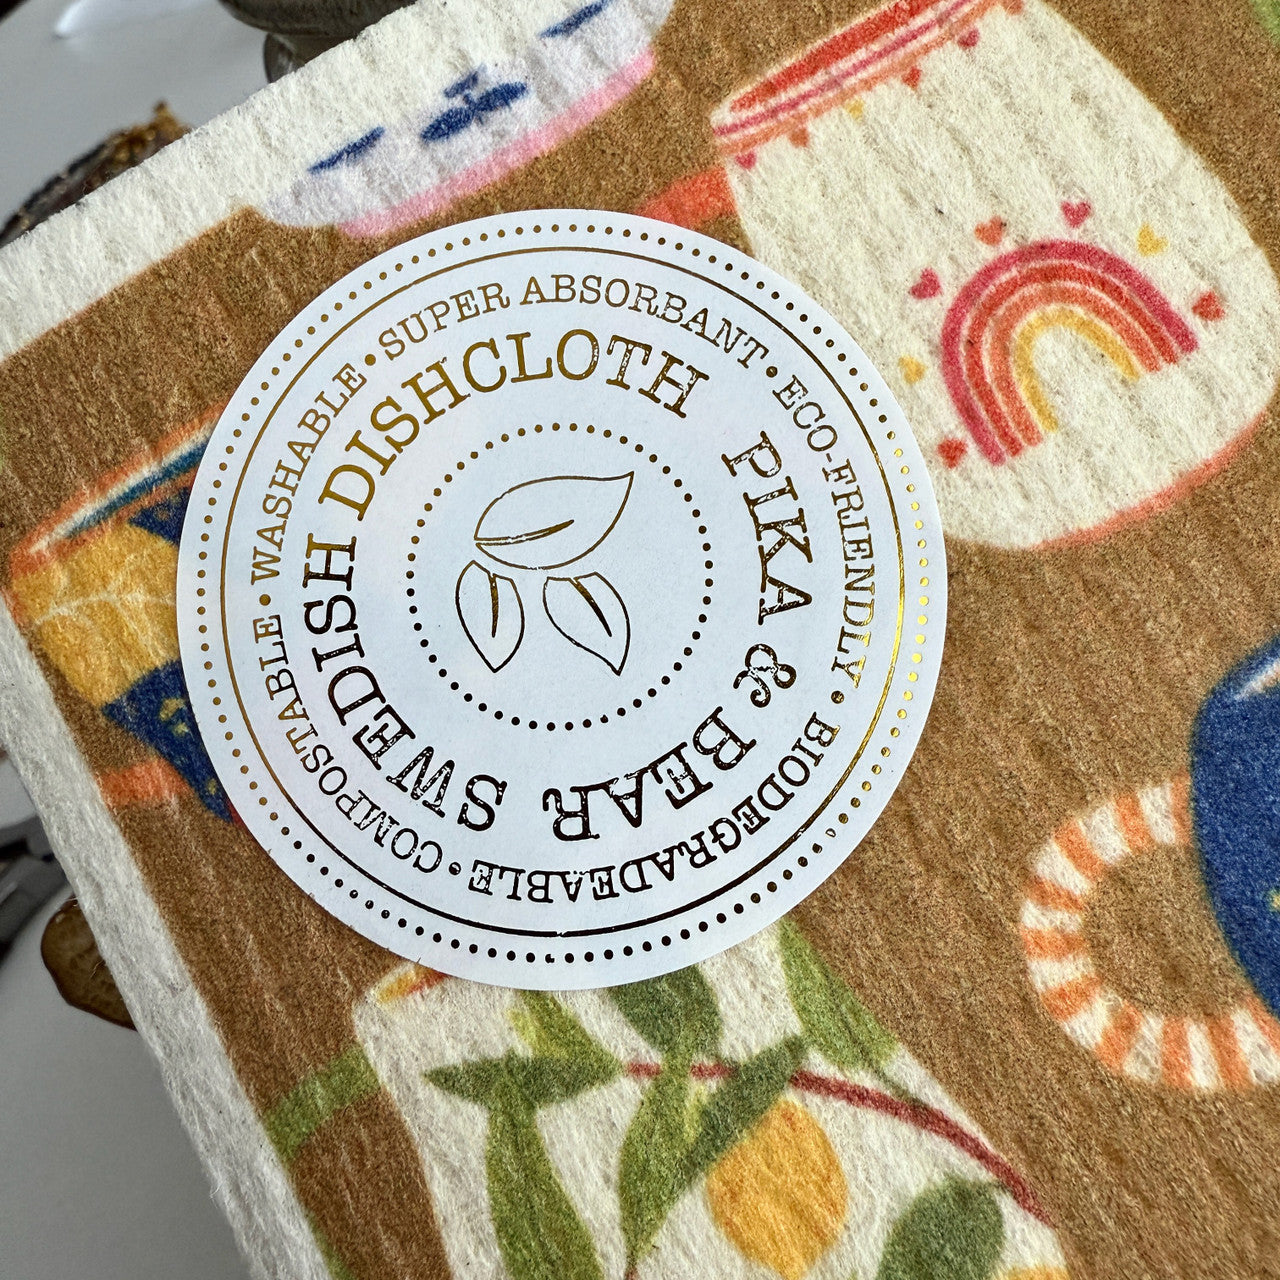 SUPER ABSORBANT • ECO-FRIENDLY • BIODEGRADEABLE • COMPOSTABLE • WASHABLE •
PIKA & BEAR SWEDISH DISHCLOTH